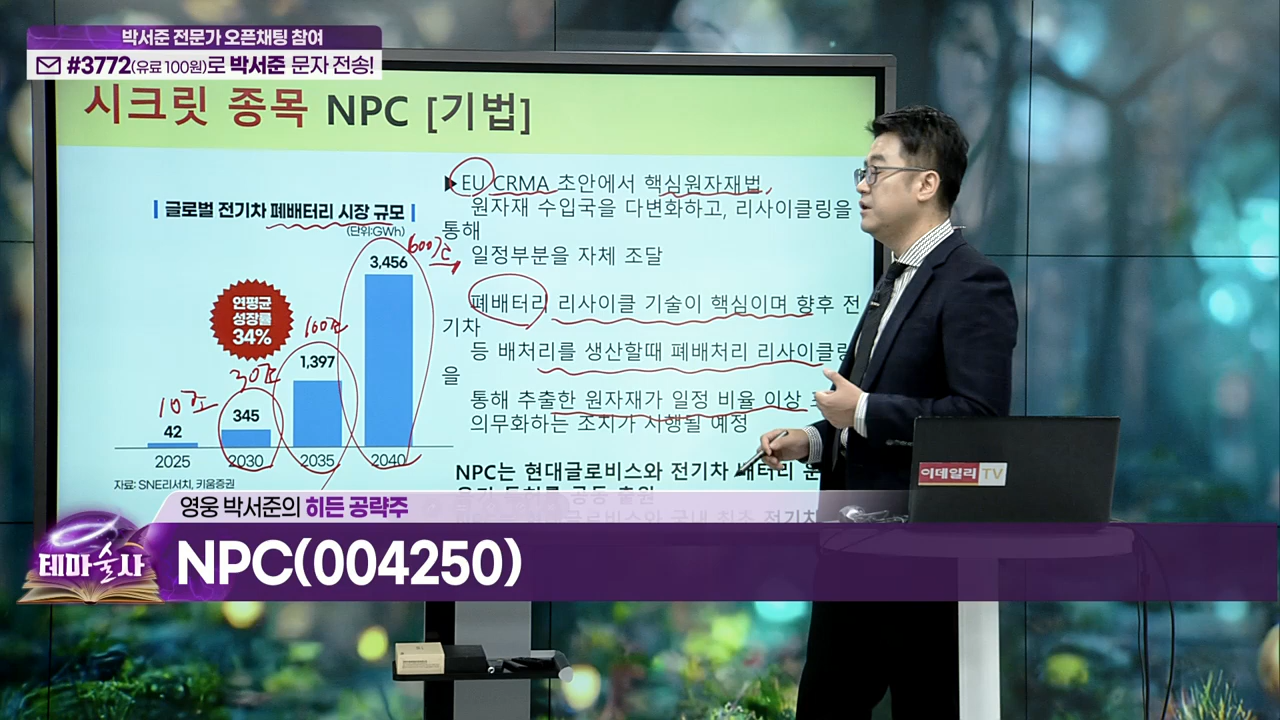 박서준 전문가 오픈채팅 참여
#3772(유료 100원)로 박서준 문자 전송!
시크릿 종목 NPC [기법]
글로벌 전기차 폐배터리 시장 규모
(단위:GWh)
연평균
성장률
34%
10조
30조
100조
600조
42
345
1,397
3,456
2025
2030
2035
2040
자료: SNE리서치, 키움증권
▶EU CRMA 초안에서 핵심원자재법,
원자재 수입국을 다변화하고, 리사이클링을
통해
일정부분을 자체 조달
폐배터리 리사이클 기술이 핵심이며 향후 전
기차
등 배처리를 생산할때 폐배처리 리사이클링
을
통해 추출한 원자재가 일정 비율 이상
의무화하는 조치가 시행될 예정
NPC는 현대글로비스와 전기차 배터리
이데일리TV
영웅 박서준의 히든 공략주
테마술사
NPC(004250)